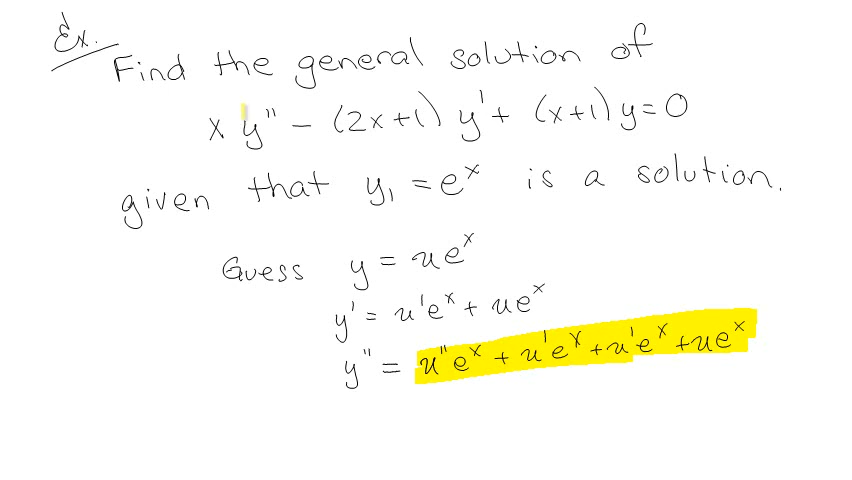 Ex.
Find the general solution of
x y'' - (2x+1) y' + (x+1) y = 0
given that y₁ = eˣ is a solution.
Guess y = ueˣ
y' = u'eˣ + ueˣ
y'' = u''eˣ + u'eˣ + u'eˣ + ueˣ